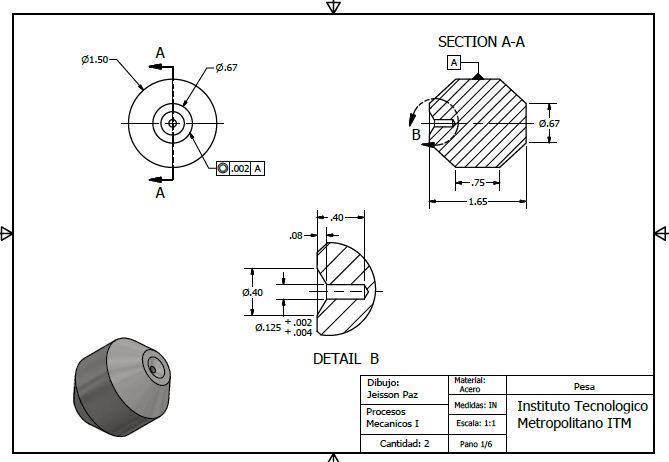 SECTION A-A
A
Ø1.50
Ø.67
A
Ø.67
B
.002 A
A
.75
1.65
.40
.08
Ø.40
Ø.125 +.002
+.004
DETAIL B
Dibujo:
Jeisson Paz
Material:
Acero
Pesa
Procesos
Mecanicos I
Medidas: IN
Escala: 1:1
Instituto Tecnologico
Metropolitano ITM
Cantidad: 2
Pano 1/6